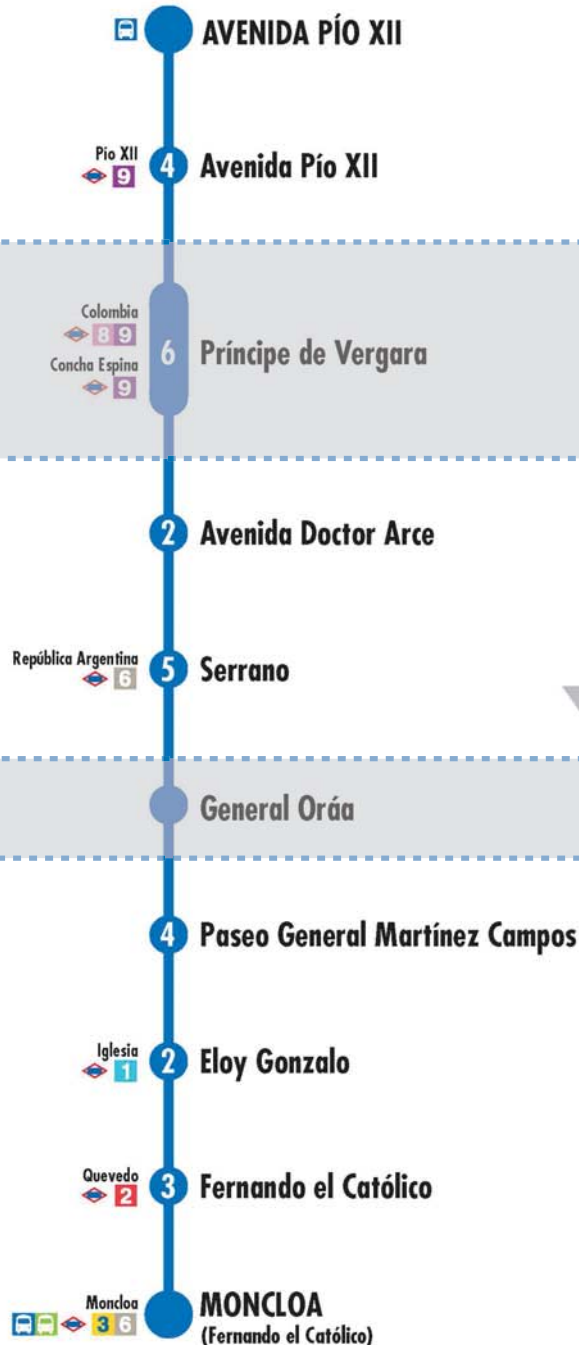 AVENIDA PÍO XII
Pío XII
9
4
Avenida Pío XII
Colombia
8 9
Concha Espina
9
6
Príncipe de Vergara
2
Avenida Doctor Arce
República Argentina
6
5
Serrano
General Oráa
4
Paseo General Martínez Campos
Iglesia
1
2
Eloy Gonzalo
Quevedo
2
3
Fernando el Católico
Moncloa
3 6
MONCLOA
(Fernando el Católico)